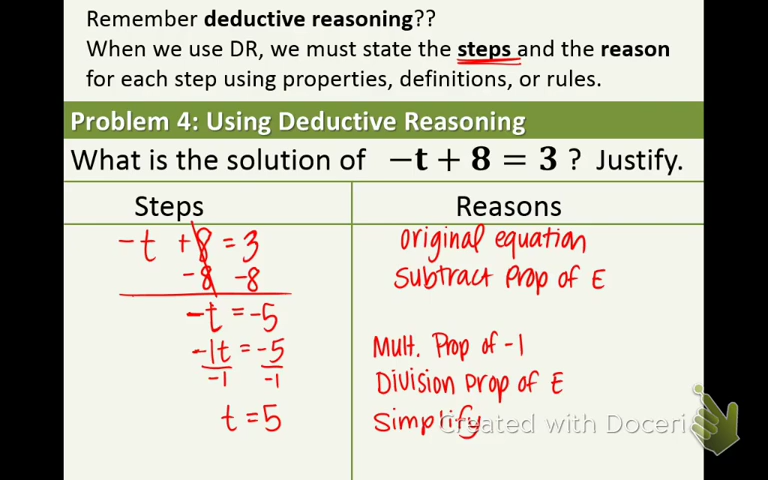 Remember deductive reasoning??
When we use DR, we must state the steps and the reason
for each step using properties, definitions, or rules.
Problem 4: Using Deductive Reasoning
What is the solution of −t + 8 = 3 ? Justify.
Steps Reasons
-t +8 = 3 original equation
-8 -8 Subtract Prop of E
-t = -5
-1t = -5 Mult. Prop of -1
-1 -1 Division Prop of E
t = 5 Simplify
Created with Doceri